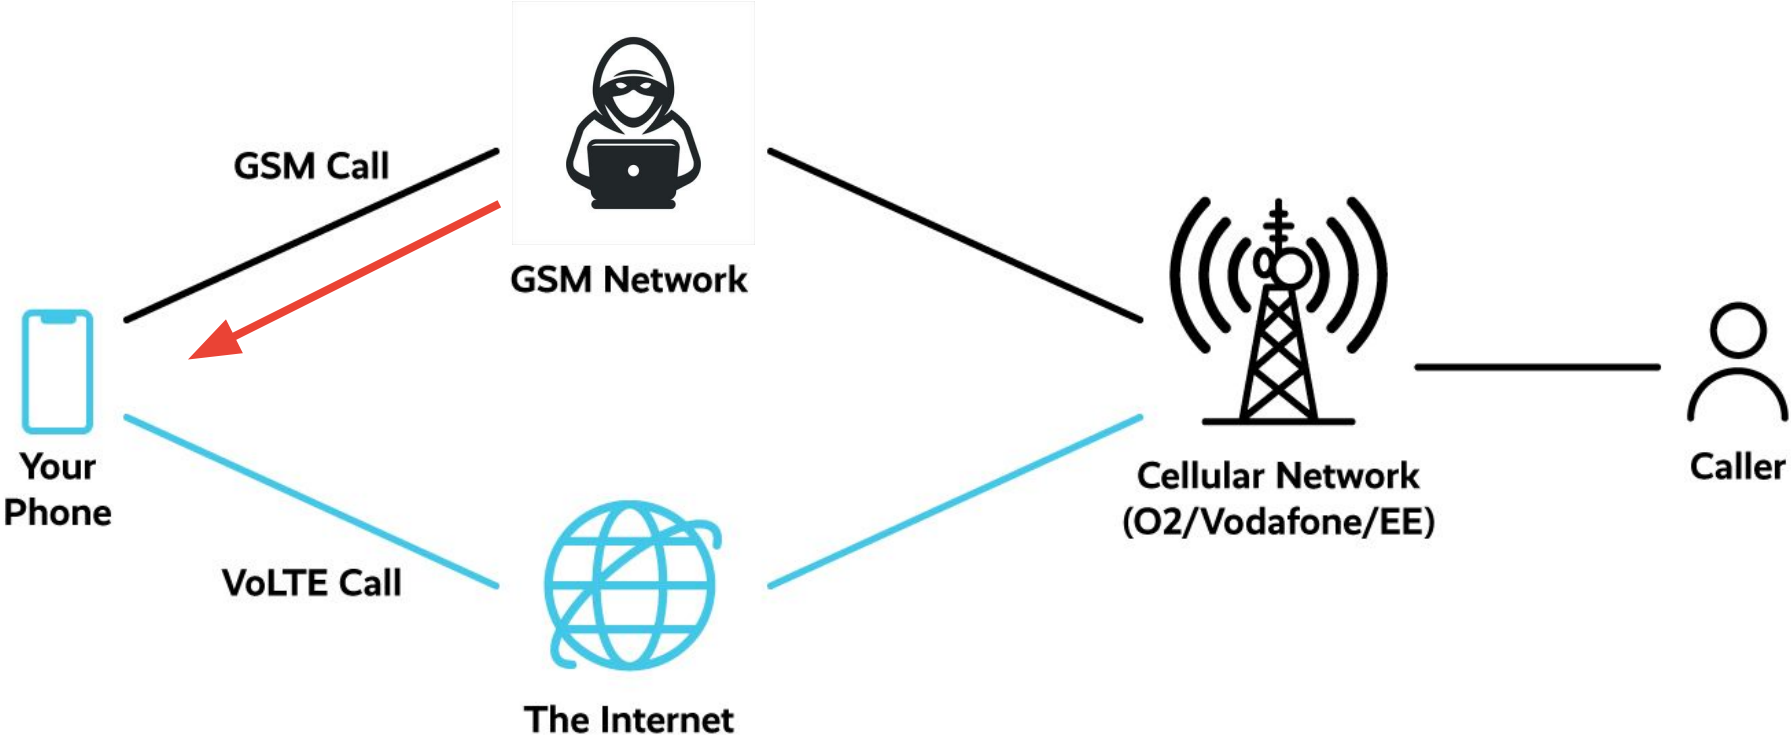 GSM Call
GSM Network
Your
Phone
Cellular Network
(O2/Vodafone/EE)
Caller
VoLTE Call
The Internet